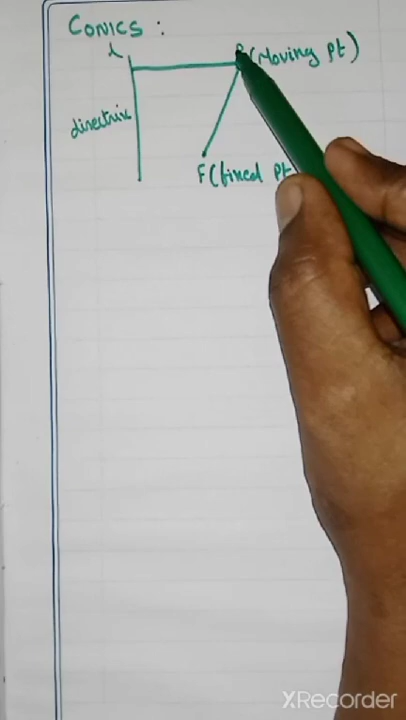 CONICS :
l
P (Moving pt)
directrix
F (fixed pt
XRecorder